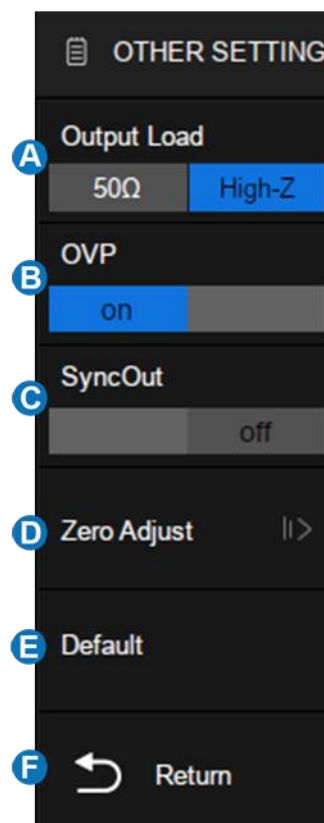 OTHER SETTING
A
Output Load
50Ω High-Z
B
OVP
on
C
SyncOut
off
D
Zero Adjust
E
Default
F
Return